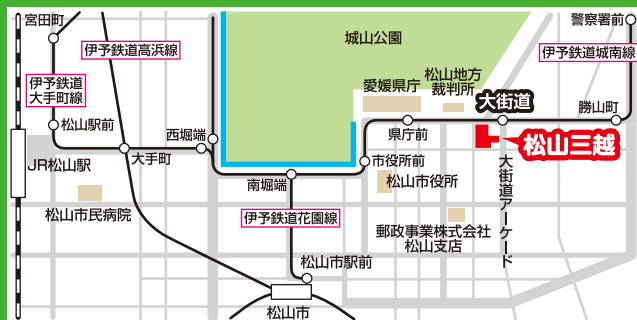 宮田町
警察署前
城山公園
伊予鉄道高浜線
伊予鉄道城南線
伊予鉄道
大手町線
愛媛県庁
松山地方
裁判所
大街道
勝山町
松山駅前
西堀端
県庁前
松山三越
JR松山駅
大手町
市役所前
大街道アーケード
南堀端
松山市役所
松山市民病院
伊予鉄道花園線
郵政事業株式会社
松山支店
松山市駅前
松山市